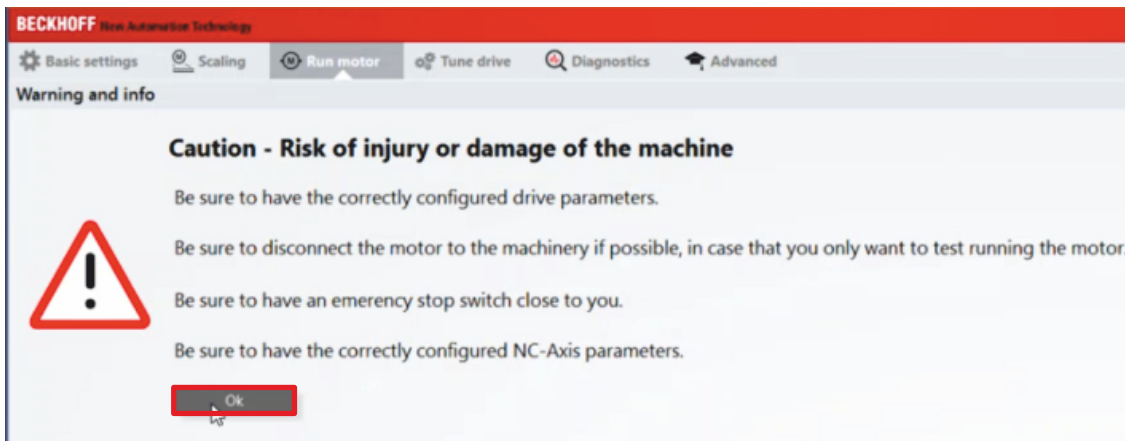 BECKHOFF New Automation Technology
Basic settings Scaling Run motor Tune drive Diagnostics Advanced
Warning and info
Caution - Risk of injury or damage of the machine
Be sure to have the correctly configured drive parameters.
Be sure to disconnect the motor to the machinery if possible, in case that you only want to test running the motor.
Be sure to have an emerency stop switch close to you.
Be sure to have the correctly configured NC-Axis parameters.
Ok